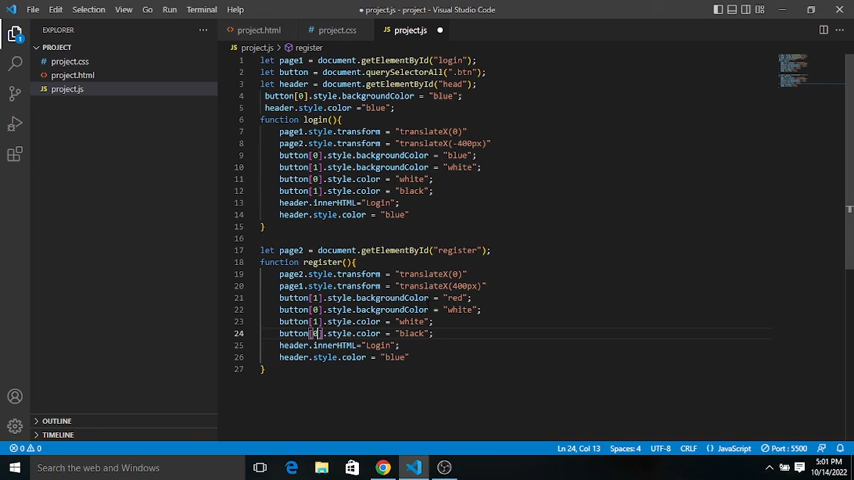 File Edit Selection View Go Run Terminal Help
● project.js - project - Visual Studio Code
EXPLORER
PROJECT
project.css
project.html
project.js
OUTLINE
TIMELINE
project.html project.css project.js
project.js > register
1 let page1 = document.getElementById("login");
2 let button = document.querySelectorAll(".btn");
3 let header = document.getElementById("head");
4 button[0].style.backgroundColor = "blue";
5 header.style.color ="blue";
6 function login(){
7 page1.style.transform = "translateX(0)"
8 page2.style.transform = "translateX(-400px)"
9 button[0].style.backgroundColor = "blue";
10 button[1].style.backgroundColor = "white";
11 button[0].style.color = "white";
12 button[1].style.color = "black";
13 header.innerHTML="Login";
14 header.style.color = "blue"
15 }
16
17 let page2 = document.getElementById("register");
18 function register(){
19 page2.style.transform = "translateX(0)"
20 page1.style.transform = "translateX(400px)"
21 button[1].style.backgroundColor = "red";
22 button[0].style.backgroundColor = "white";
23 button[1].style.color = "white";
24 button[0].style.color = "black";
25 header.innerHTML="Login";
26 header.style.color = "blue"
27 }
0 0 Ln 24, Col 13 Spaces: 4 UTF-8 CRLF {} JavaScript Port : 5500
Search the web and Windows
5:01 PM
10/14/2022